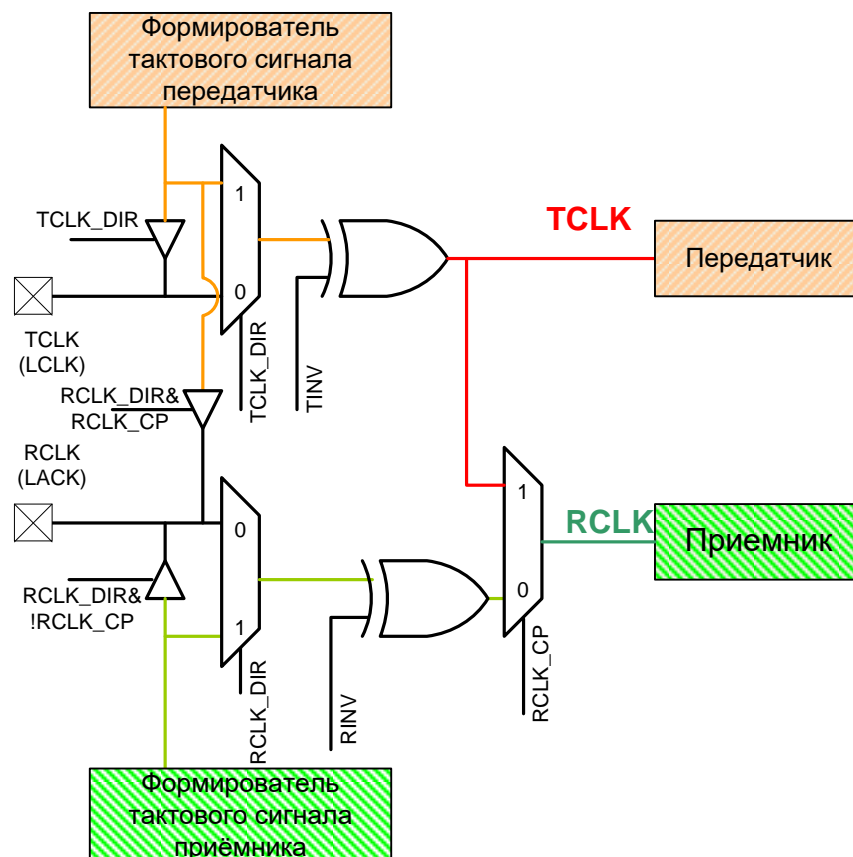 Формирователь
тактового сигнала
передатчика
1
TCLK_DIR
TCLK
Передатчик
0
TCLK
(LCLK)
TCLK_DIR
TINV
RCLK_DIR&
RCLK_CP
RCLK
(LACK)
1
0
RCLK
Приемник
RCLK_DIR&
!RCLK_CP
0
1
RCLK_DIR
RINV
RCLK_CP
Формирователь
тактового сигнала
приёмника